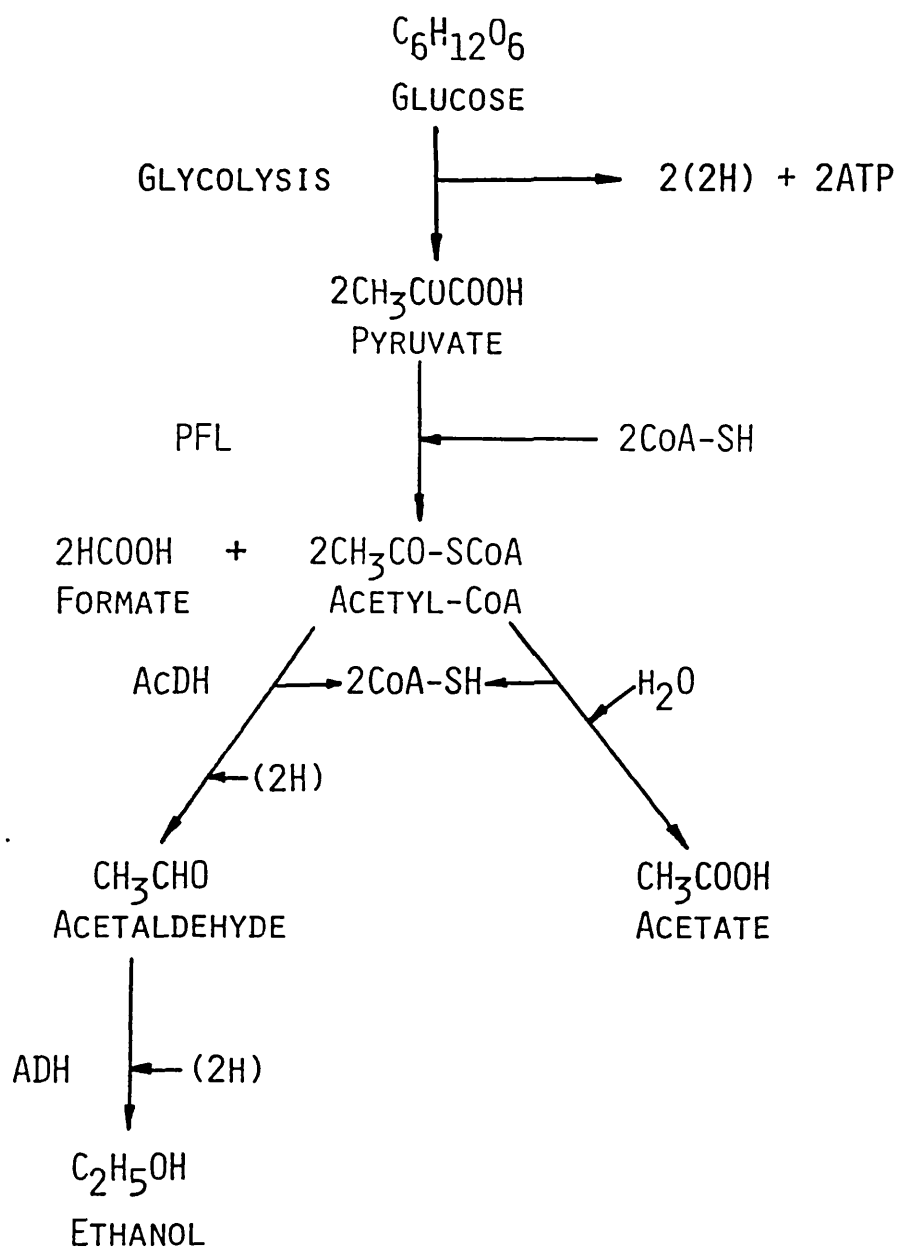 C6H12O6
GLUCOSE
GLYCOLYSIS 2(2H) + 2ATP
2CH3COCOOH
PYRUVATE
PFL 2CoA-SH
2HCOOH + 2CH3CO-SCoA
FORMATE ACETYL-CoA
AcDH 2CoA-SH H2O
(2H)
CH3CHO CH3COOH
ACETALDEHYDE ACETATE
ADH (2H)
C2H5OH
ETHANOL